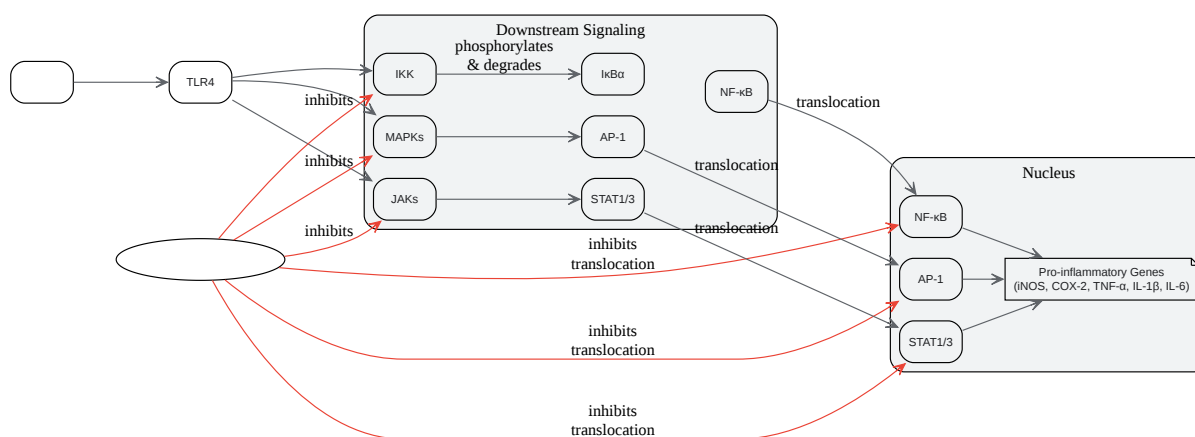 Downstream Signaling
phosphorylates
& degrades
IKK
IκBα
TLR4
NF-κB
inhibits
translocation
MAPKs
AP-1
inhibits
translocation
Nucleus
JAKs
STAT1/3
NF-κB
translocation
inhibits
inhibits
translocation
AP-1
Pro-inflammatory Genes
(iNOS, COX-2, TNF-α, IL-1β, IL-6)
inhibits
translocation
STAT1/3
inhibits
translocation